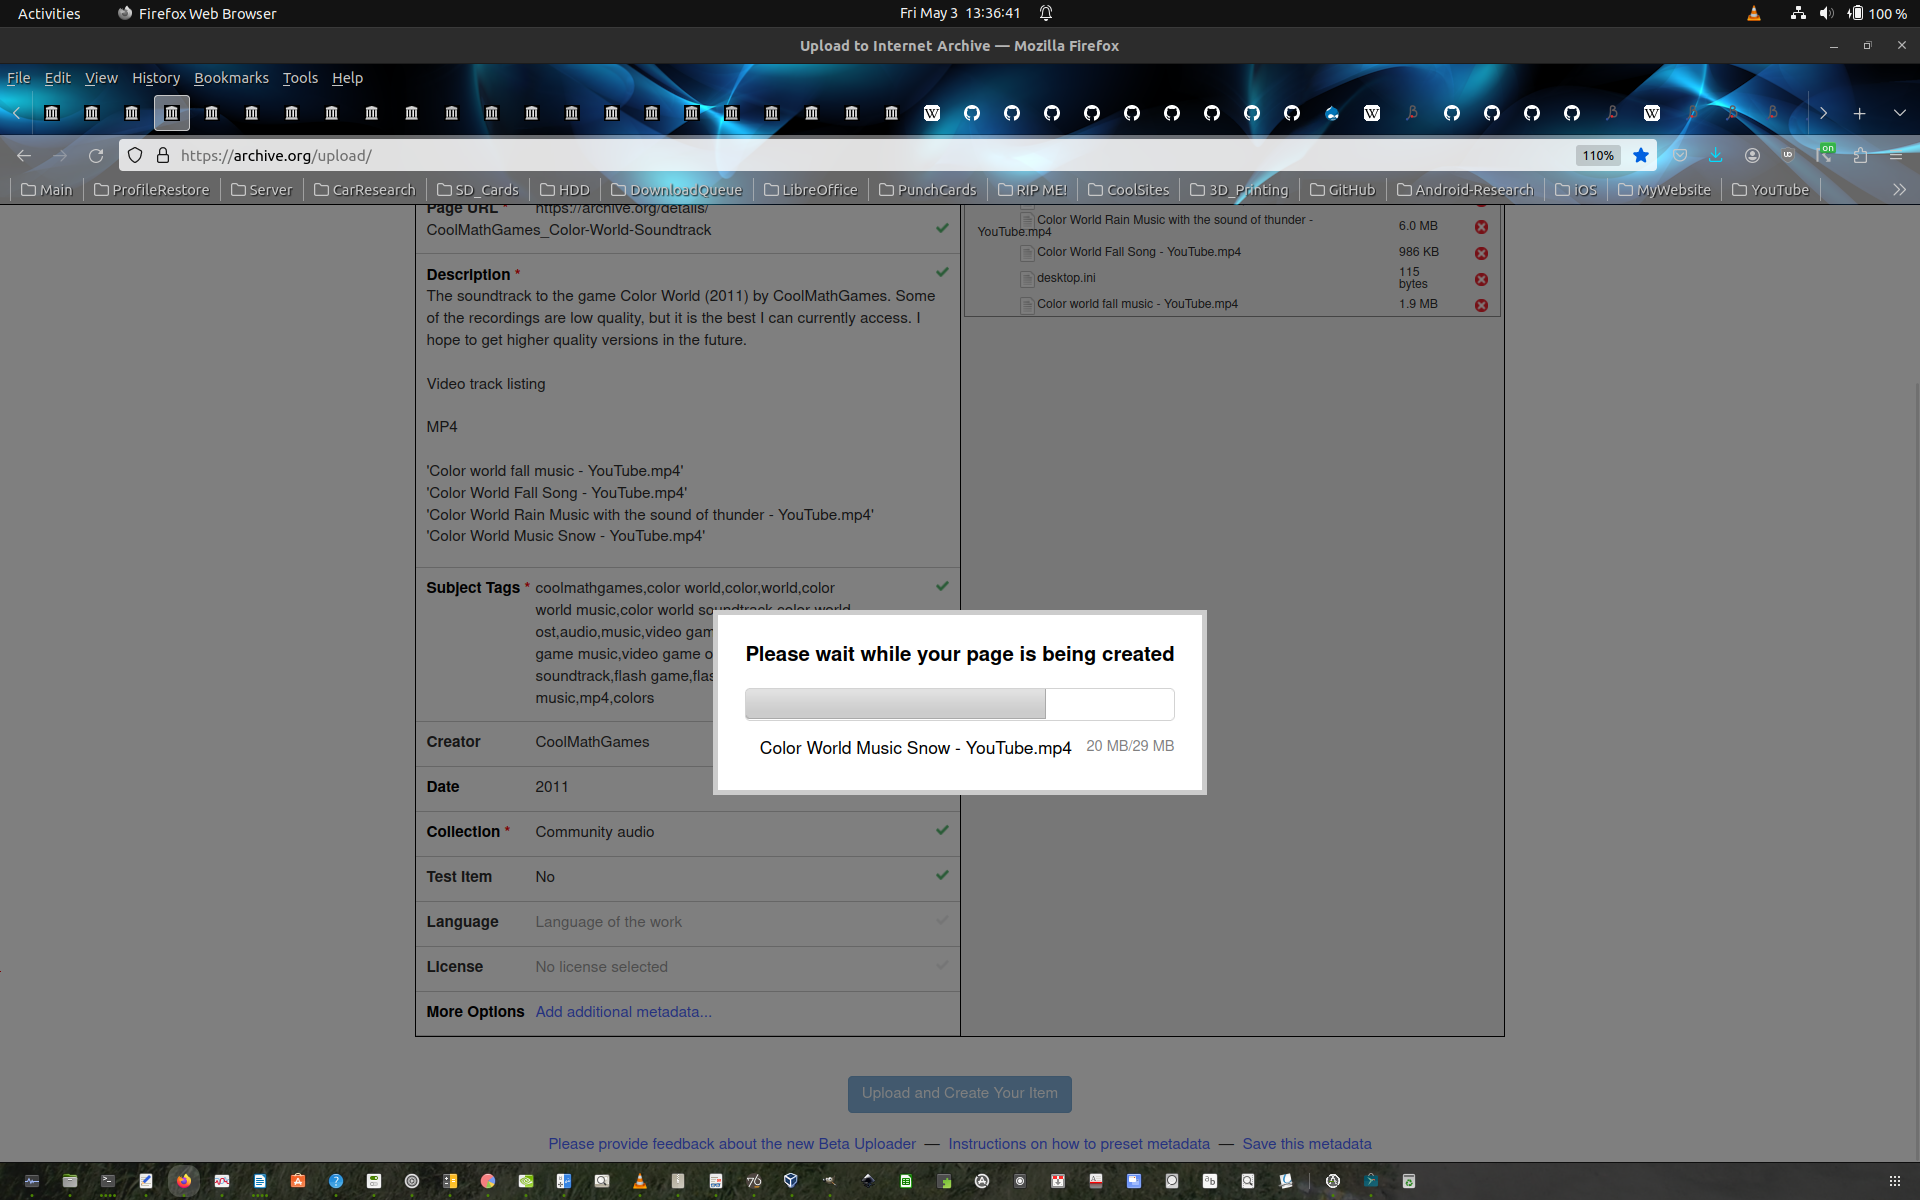 Activities
Firefox Web Browser
Fri May 3 13:36:41
100 %
Upload to Internet Archive — Mozilla Firefox
File Edit View History Bookmarks Tools Help
https://archive.org/upload/
110%
on
Main ProfileRestore Server CarResearch SD_Cards HDD DownloadQueue LibreOffice PunchCards RIP ME! CoolSites 3D_Printing GitHub Android-Research iOS MyWebsite YouTube
Page URL * https://archive.org/details/
CoolMathGames_Color-World-Soundtrack
Description *
The soundtrack to the game Color World (2011) by CoolMathGames. Some
of the recordings are low quality, but it is the best I can currently access. I
hope to get higher quality versions in the future.
Video track listing
MP4
'Color world fall music - YouTube.mp4'
'Color World Fall Song - YouTube.mp4'
'Color World Rain Music with the sound of thunder - YouTube.mp4'
'Color World Music Snow - YouTube.mp4'
Subject Tags * coolmathgames,color world,color,world,color
world music,color world soundtrack,color world
ost,audio,music,video gam
game music,video game o
soundtrack,flash game,flas
music,mp4,colors
Creator CoolMathGames
Date 2011
Collection * Community audio
Test Item No
Language Language of the work
License No license selected
More Options Add additional metadata...
Color World Rain Music with the sound of thunder -
YouTube.mp4 6.0 MB
Color World Fall Song - YouTube.mp4 986 KB
desktop.ini 115
bytes
Color world fall music - YouTube.mp4 1.9 MB
Please wait while your page is being created
Color World Music Snow - YouTube.mp4 20 MB/29 MB
Upload and Create Your Item
Please provide feedback about the new Beta Uploader — Instructions on how to preset metadata — Save this metadata